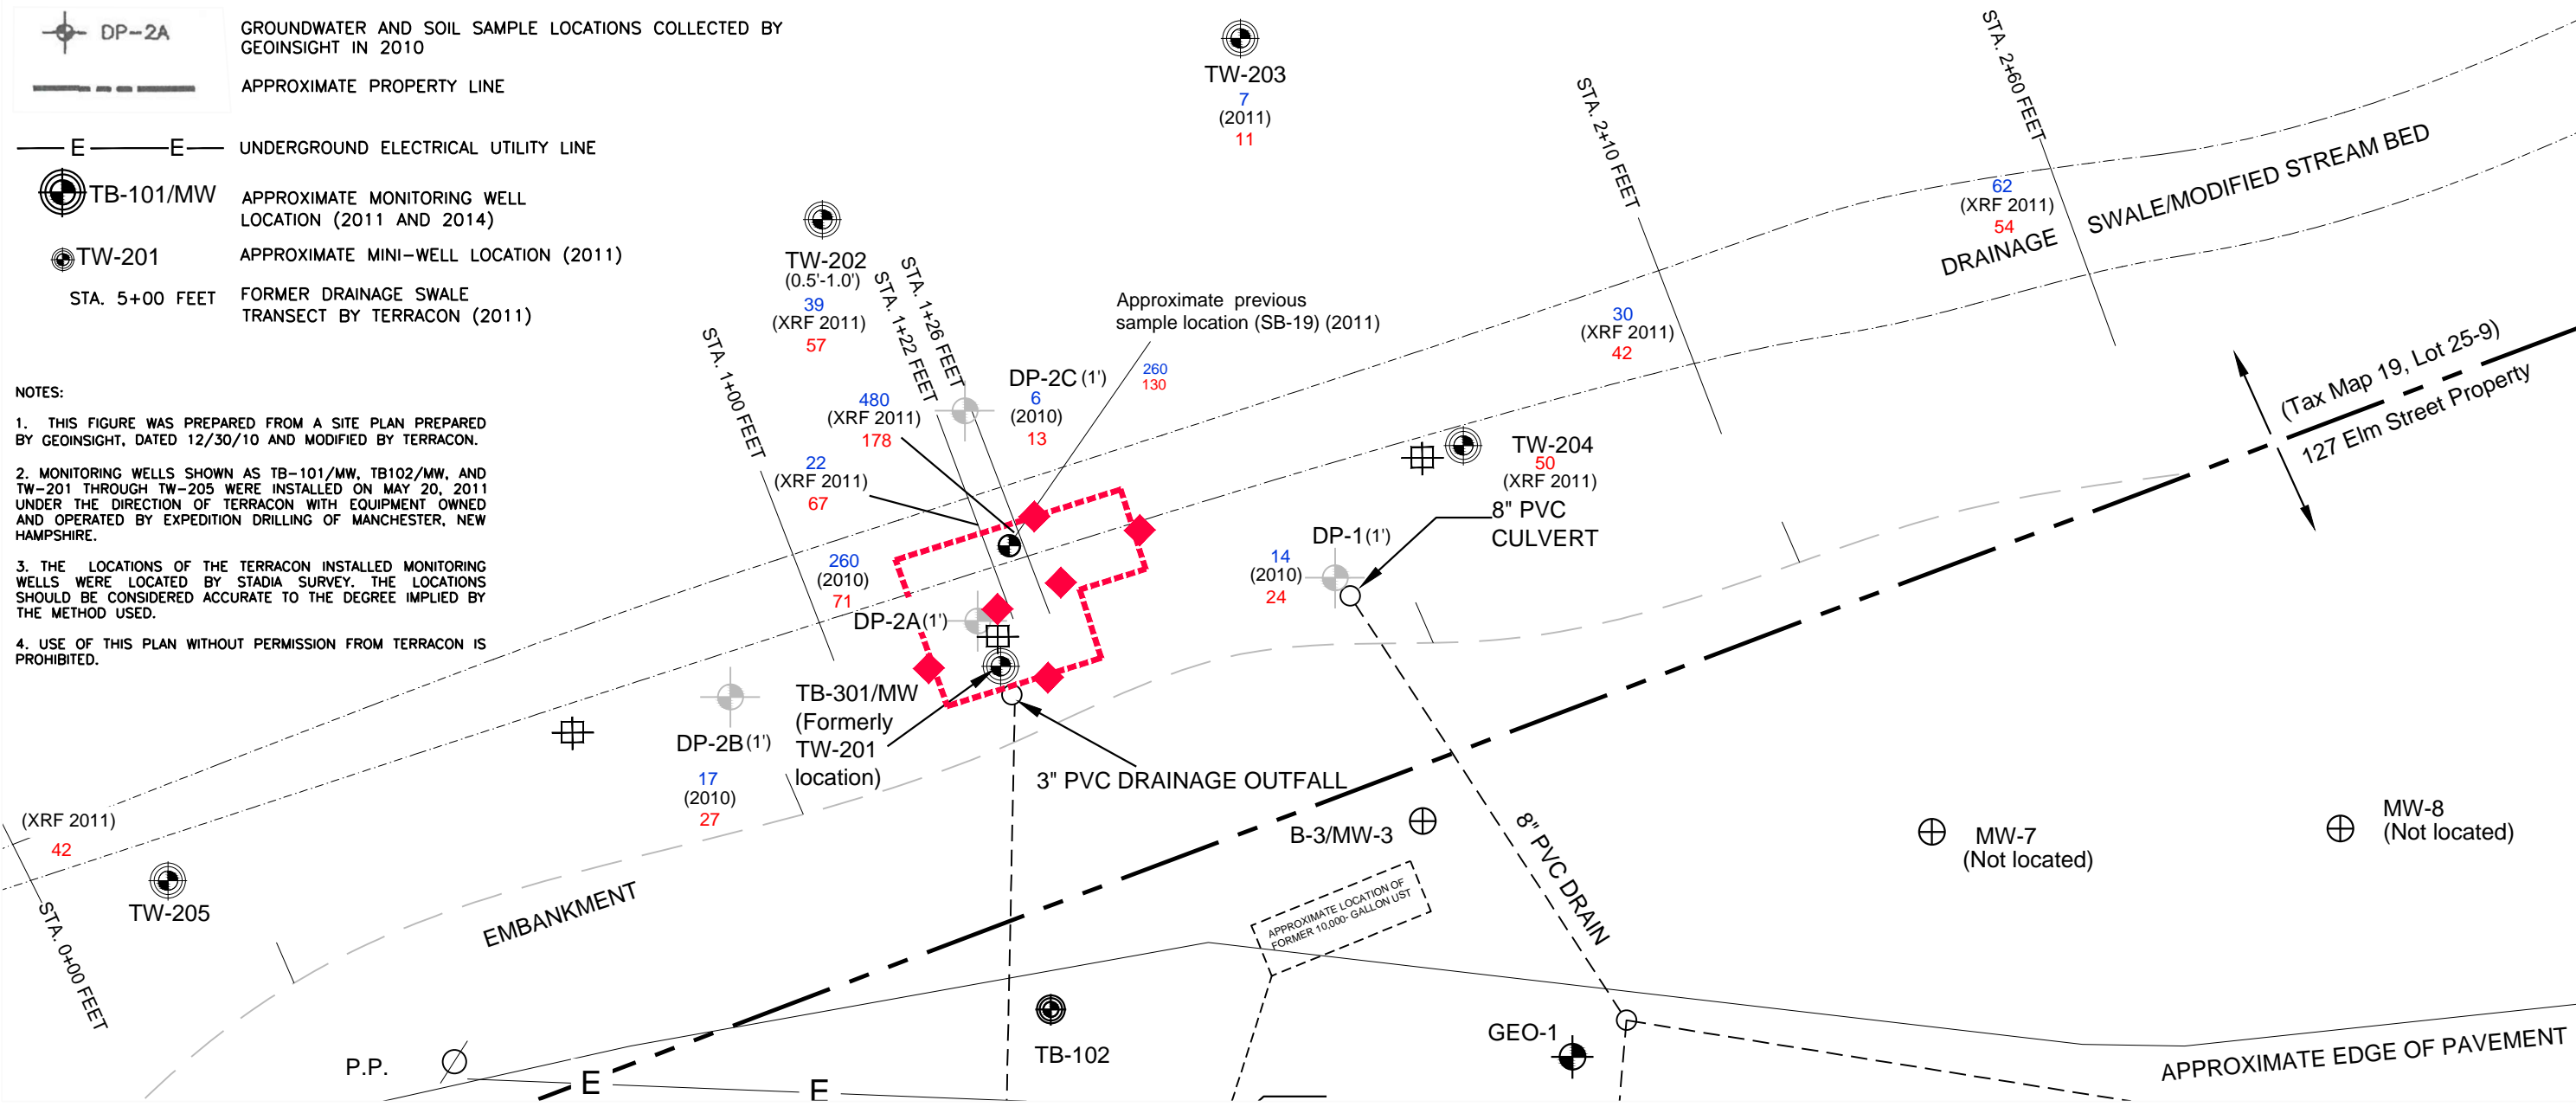 DP-2A
GROUNDWATER AND SOIL SAMPLE LOCATIONS COLLECTED BY
GEOINSIGHT IN 2010
APPROXIMATE PROPERTY LINE
E E
UNDERGROUND ELECTRICAL UTILITY LINE
TB-101/MW
APPROXIMATE MONITORING WELL
LOCATION (2011 AND 2014)
TW-201
APPROXIMATE MINI-WELL LOCATION (2011)
STA. 5+00 FEET
FORMER DRAINAGE SWALE
TRANSECT BY TERRACON (2011)
NOTES:
1. THIS FIGURE WAS PREPARED FROM A SITE PLAN PREPARED
BY GEOINSIGHT, DATED 12/30/10 AND MODIFIED BY TERRACON.
2. MONITORING WELLS SHOWN AS TB-101/MW, TB102/MW, AND
TW-201 THROUGH TW-205 WERE INSTALLED ON MAY 20, 2011
UNDER THE DIRECTION OF TERRACON WITH EQUIPMENT OWNED
AND OPERATED BY EXPEDITION DRILLING OF MANCHESTER, NEW
HAMPSHIRE.
3. THE LOCATIONS OF THE TERRACON INSTALLED MONITORING
WELLS WERE LOCATED BY STADIA SURVEY. THE LOCATIONS
SHOULD BE CONSIDERED ACCURATE TO THE DEGREE IMPLIED BY
THE METHOD USED.
4. USE OF THIS PLAN WITHOUT PERMISSION FROM TERRACON IS
PROHIBITED.
TW-203
7
(2011)
11
STA. 2+10 FEET
STA. 2+60 FEET
62
(XRF 2011)
54
DRAINAGE SWALE/MODIFIED STREAM BED
TW-202
(0.5'-1.0')
39
(XRF 2011)
57
STA. 1+00 FEET
STA. 1+22 FEET
STA. 1+26 FEET
Approximate previous
sample location (SB-19) (2011)
260
130
30
(XRF 2011)
42
DP-2C (1')
6
(2010)
13
480
(XRF 2011)
178
22
(XRF 2011)
67
260
(2010)
71
DP-2A (1')
TW-204
50
(XRF 2011)
8" PVC
CULVERT
DP-1 (1')
14
(2010)
24
(Tax Map 19, Lot 25-9)
127 Elm Street Property
DP-2B (1')
17
(2010)
27
TB-301/MW
(Formerly
TW-201
location)
3" PVC DRAINAGE OUTFALL
(XRF 2011)
42
TW-205
STA. 0+00 FEET
EMBANKMENT
B-3/MW-3
8" PVC DRAIN
MW-7
(Not located)
MW-8
(Not located)
APPROXIMATE LOCATION OF
FORMER 10,000- GALLON UST
TB-102
GEO-1
P.P.
E
E
APPROXIMATE EDGE OF PAVEMENT